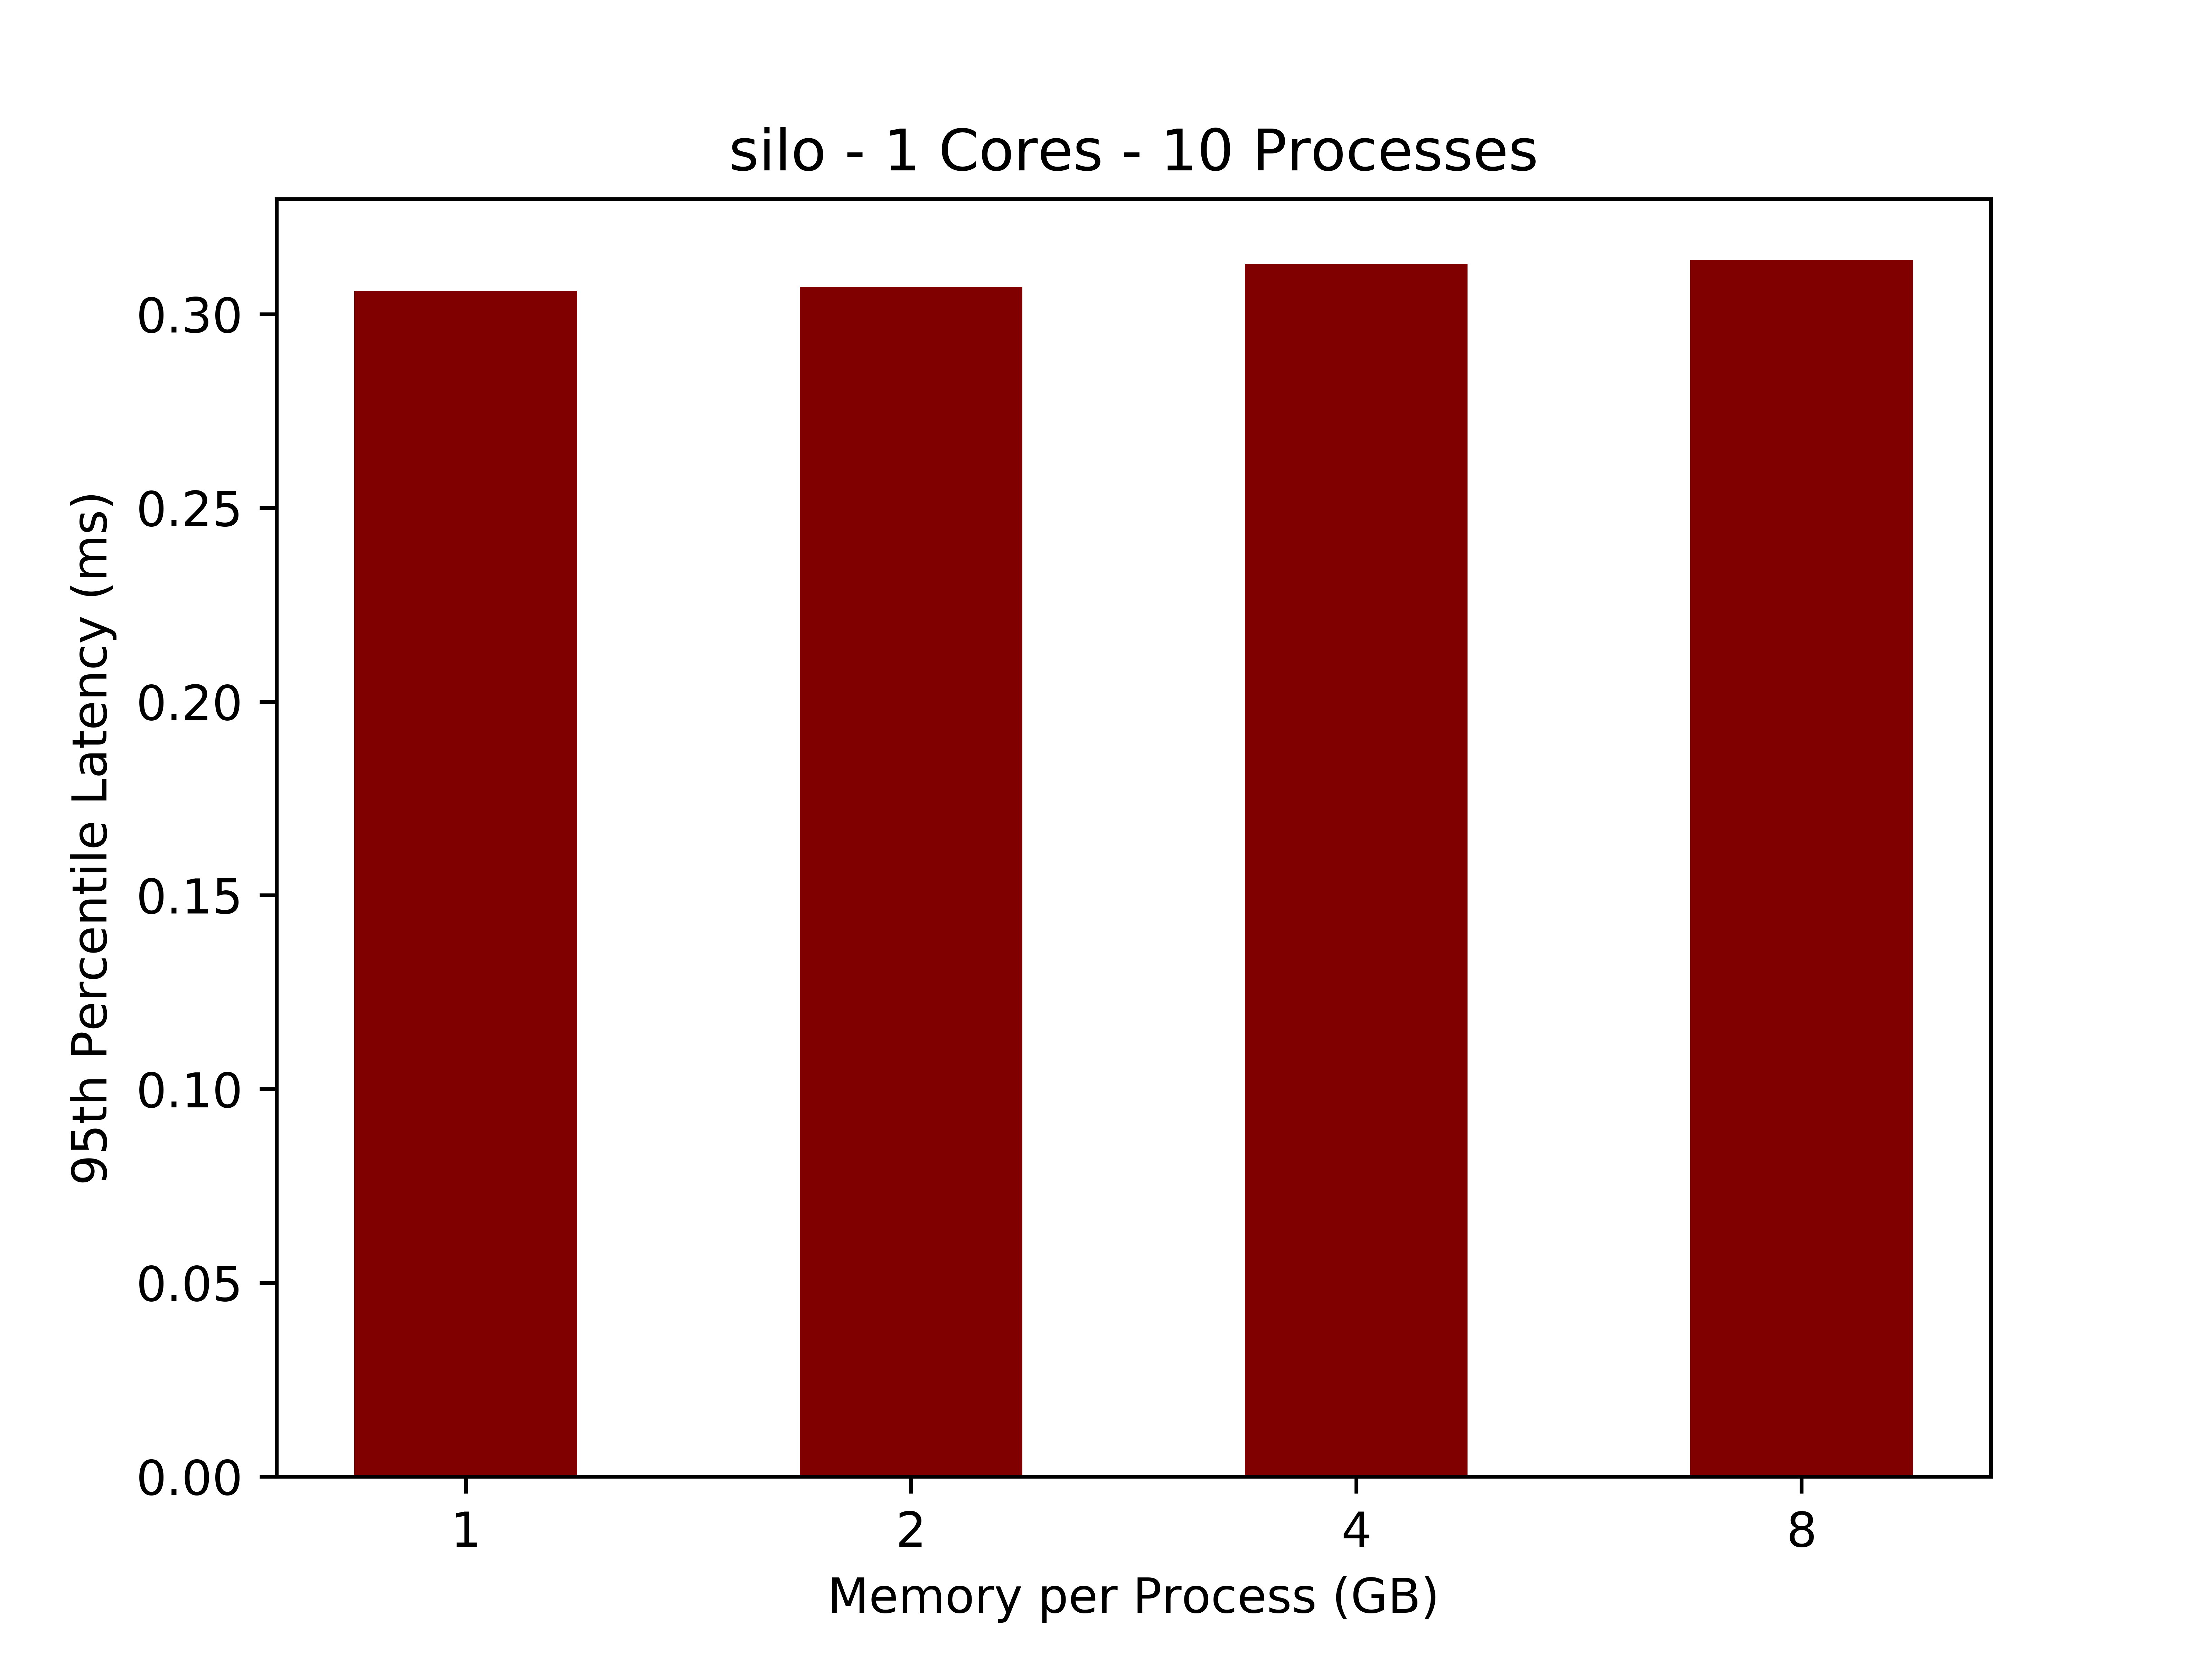 silo - 1 Cores - 10 Processes
95th Percentile Latency (ms)
0.30
0.25
0.20
0.15
0.10
0.05
0.00
1 2 4 8
Memory per Process (GB)